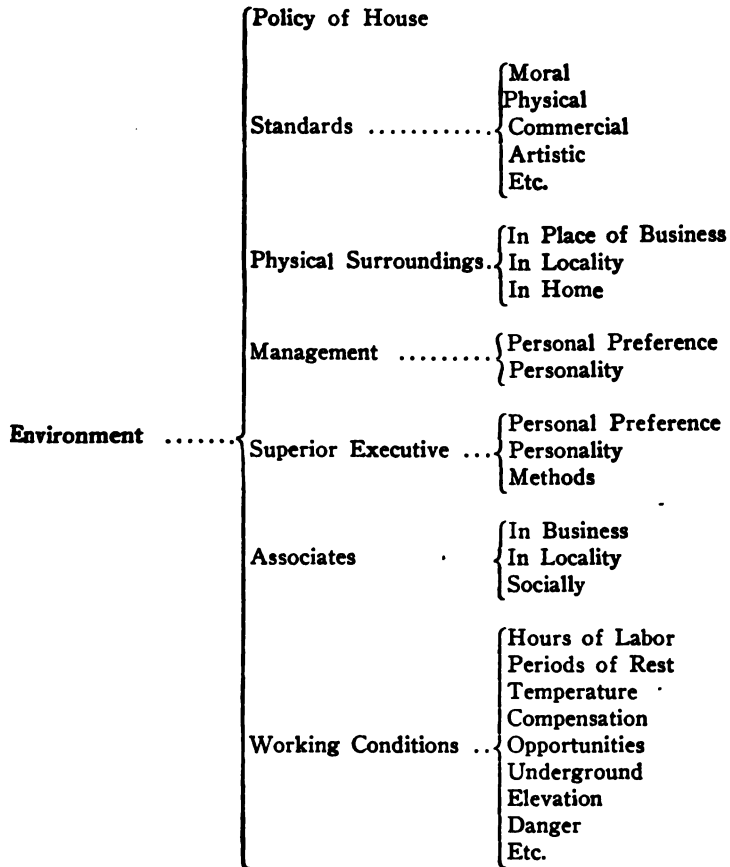 Policy of House
Moral
Physical
Standards ............ Commercial
Artistic
Etc.
In Place of Business
Physical Surroundings. In Locality
In Home
Management ......... Personal Preference
Personality
Personal Preference
Environment ....... Superior Executive ... Personality
Methods
In Business
Associates In Locality
Socially
Hours of Labor
Periods of Rest
Temperature
Compensation
Working Conditions .. Opportunities
Underground
Elevation
Danger
Etc.